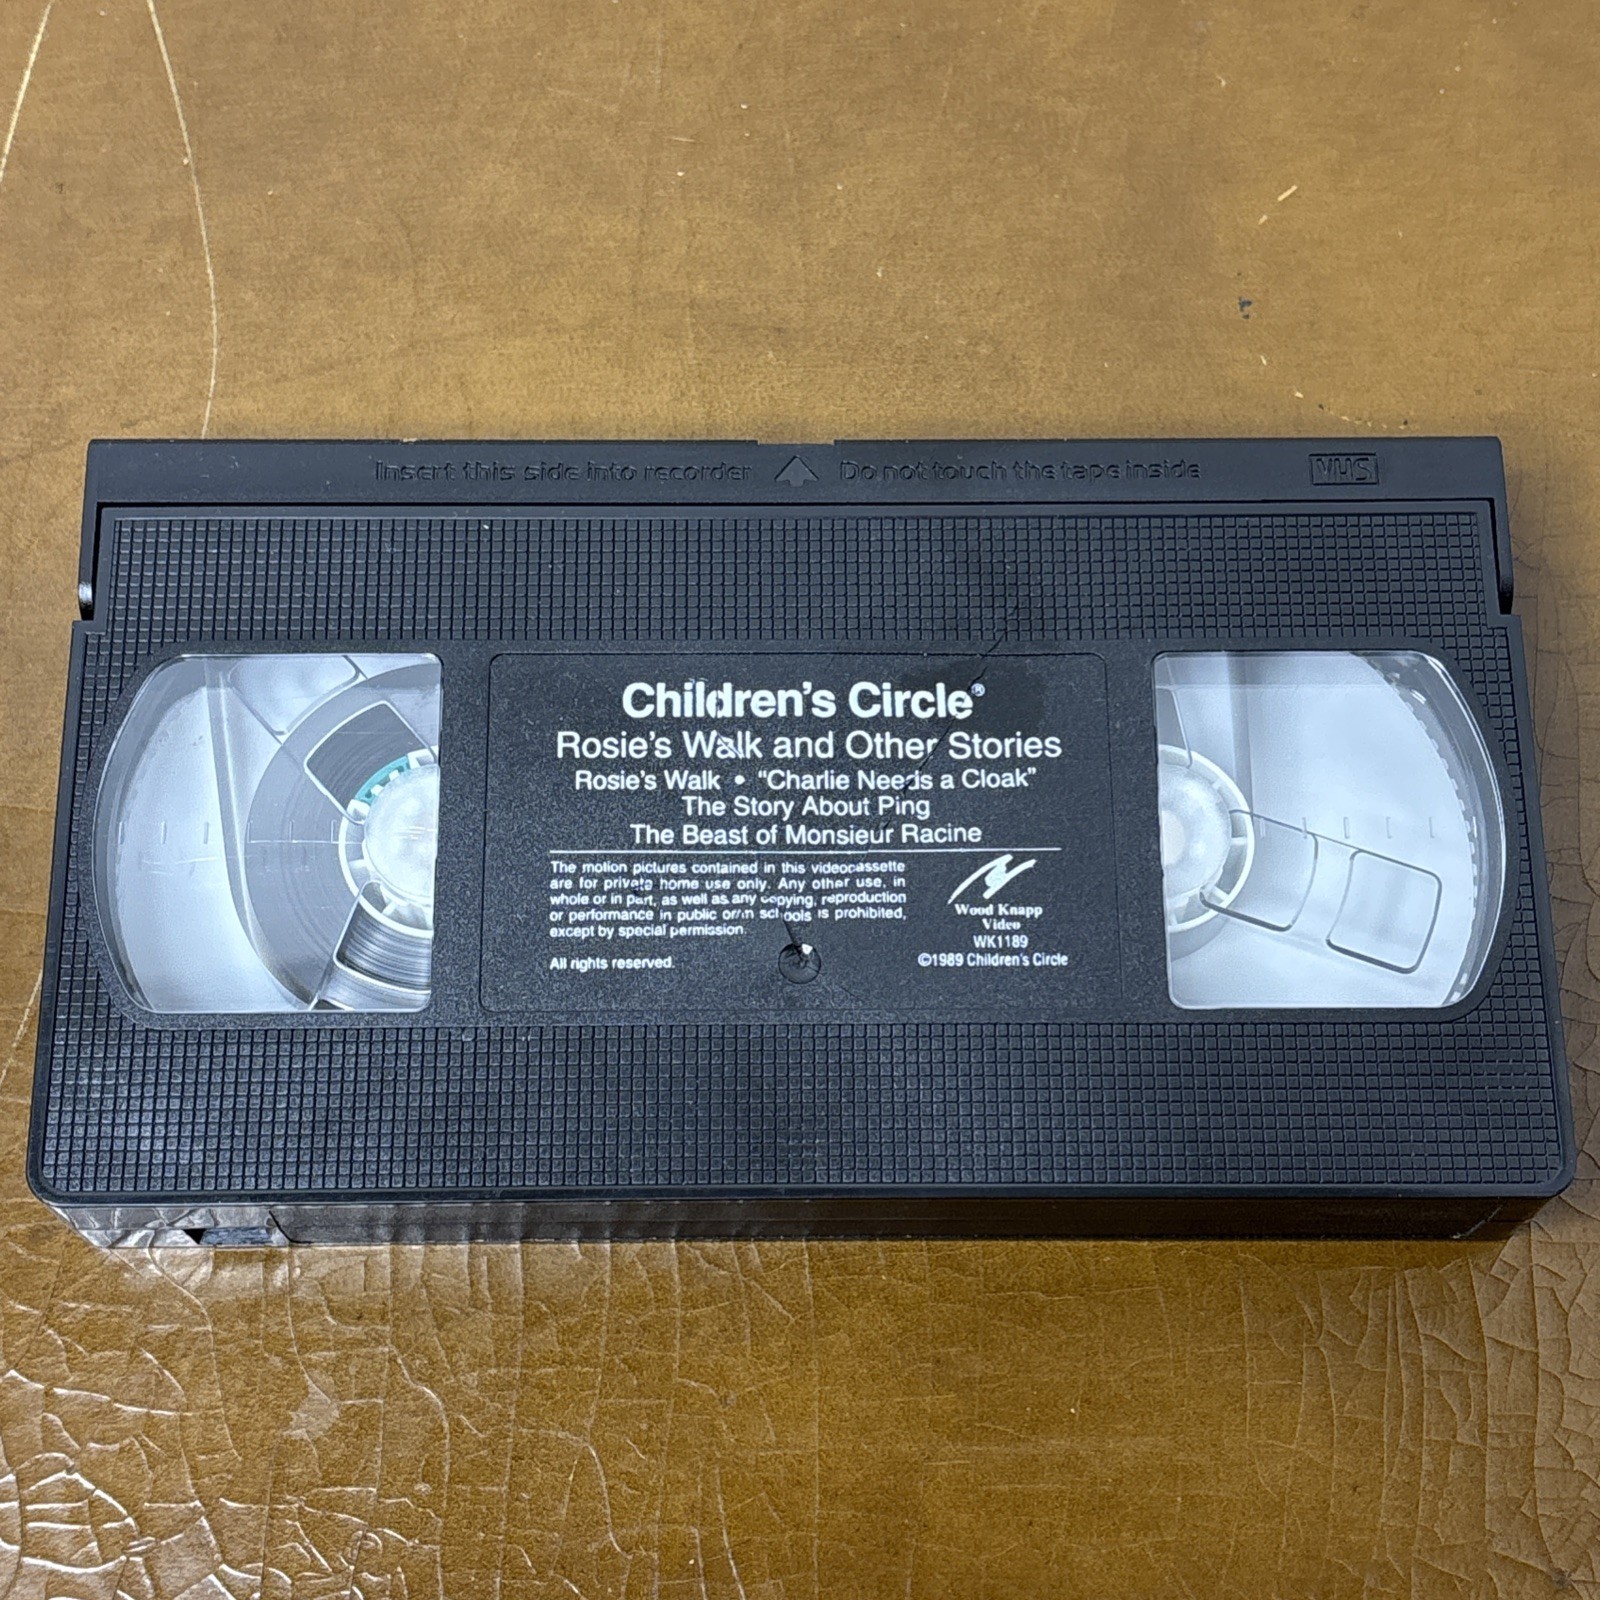 Insert this side into recorder Do not touch the tape inside VHS
Children's Circle®
Rosie's Walk and Other Stories
Rosie's Walk • "Charlie Needs a Cloak"
The Story About Ping
The Beast of Monsieur Racine
The motion pictures contained in this videocassette
are for private home use only. Any other use, in
whole or in part, as well as any copying, reproduction
or performance in public or in schools is prohibited,
except by special permission.
All rights reserved.
Wood Knapp
Video
WK1189
©1989 Children's Circle